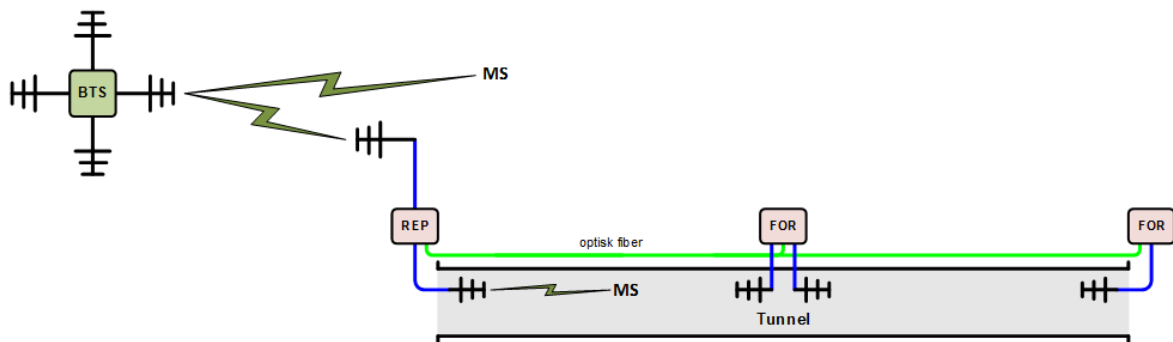 MS
BTS
REP
FOR
FOR
optisk fiber
MS
Tunnel